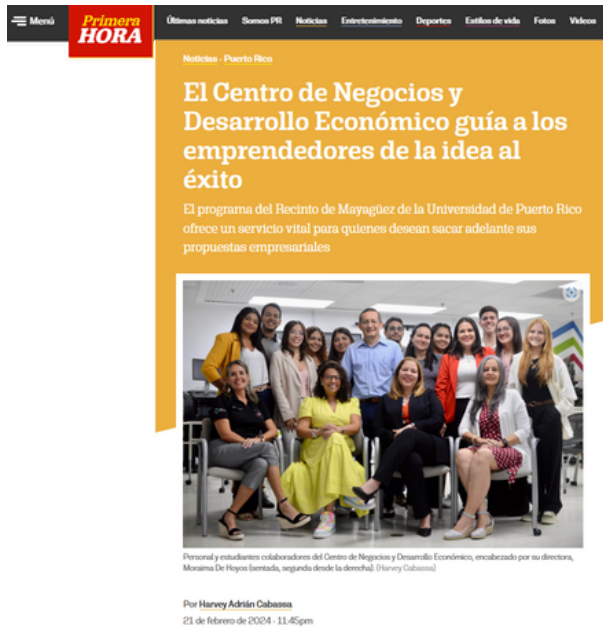 Menú
Primera
HORA
Últimas noticias Somos PR Noticias Entretenimiento Deportes Estilos de vida Fotos Videos
Noticias - Puerto Rico
El Centro de Negocios y
Desarrollo Económico guía a los
emprendedores de la idea al
éxito
El programa del Recinto de Mayagüez de la Universidad de Puerto Rico
ofrece un servicio vital para quienes desean sacar adelante sus
propuestas empresariales
Personal y estudiantes colaboradores del Centro de Negocios y Desarrollo Económico, encabezado por su directora,
Moraima De Hoyos (sentada, segunda desde la derecha). (Harvey Cabassa)
Por Harvey Adrián Cabassa
21 de febrero de 2024 - 11:45pm